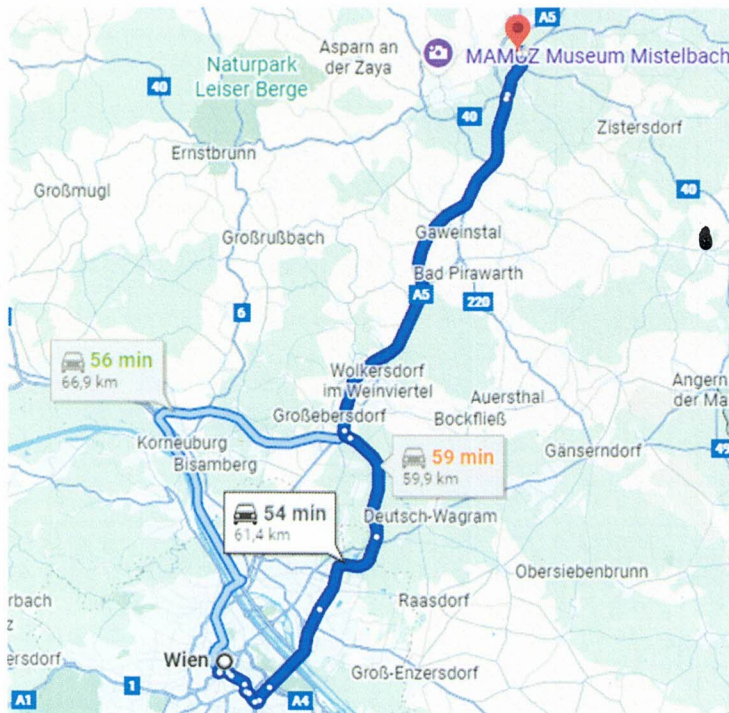 A5
Asparn an
der Zaya
MAMUZ Museum Mistelbach
Naturpark
Leiser Berge
40
40
Zistersdorf
Ernstbrunn
40
Großmugl
Großrußbach
Gaweinstal
Bad Pirawarth
A5
220
6
56 min
66,9 km
Wolkersdorf
im Weinviertel
Auersthal
Angern
der Ma
Großebersdorf
Bockfließ
Korneuburg
Bisamberg
59 min
59,9 km
Gänserndorf
49
54 min
61,4 km
Deutsch-Wagram
Obersiebenbrunn
rbach
Raasdorf
z
ersdorf
Wien
Groß-Enzersdorf
A1
1
A4